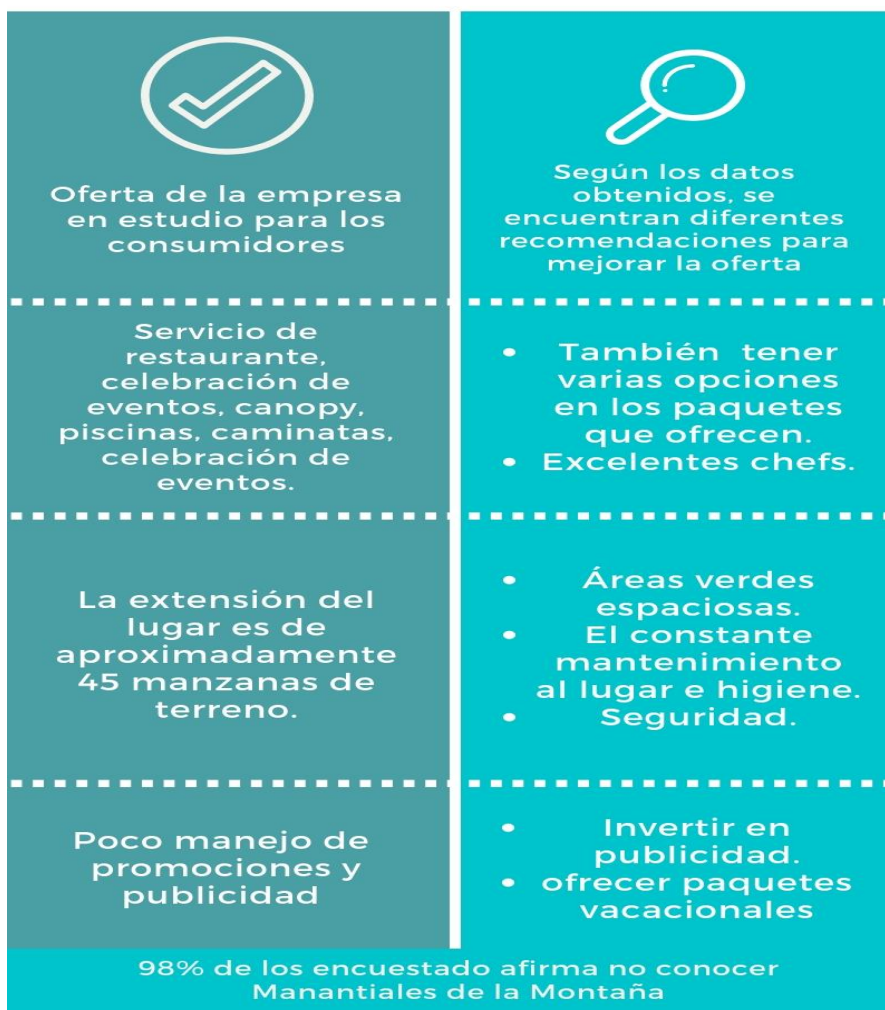 Oferta de la empresa
en estudio para los
consumidores
Según los datos
obtenidos, se
encuentran diferentes
recomendaciones para
mejorar la oferta
Servicio de
restaurante,
celebración de
eventos, canopy,
piscinas, caminatas,
celebración de
eventos.
• También tener
varias opciones
en los paquetes
que ofrecen.
• Excelentes chefs.
La extensión del
lugar es de
aproximadamente
45 manzanas de
terreno.
• Áreas verdes
espaciosas.
• El constante
mantenimiento
al lugar e higiene.
• Seguridad.
Poco manejo de
promociones y
publicidad
• Invertir en
publicidad.
• ofrecer paquetes
vacacionales
98% de los encuestado afirma no conocer
Manantiales de la Montaña